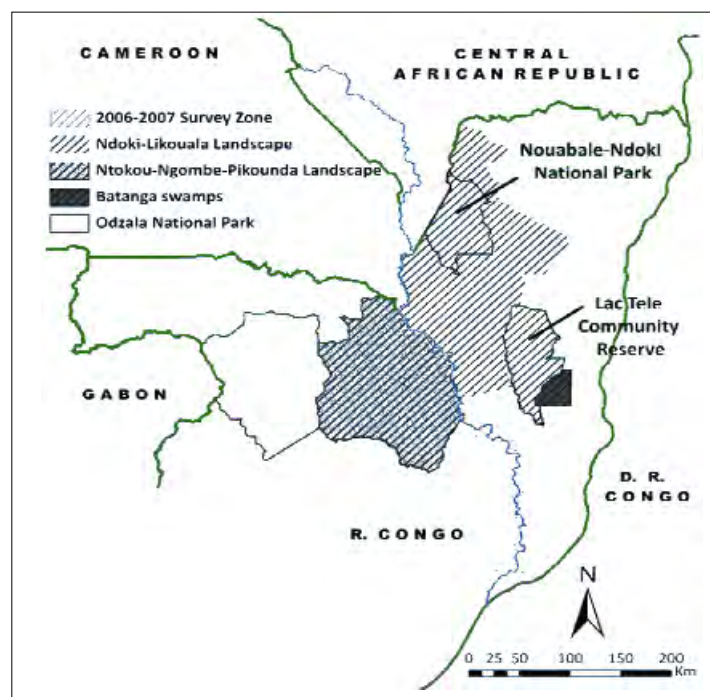 CAMEROON
CENTRAL
AFRICAN REPUBLIC
2006-2007 Survey Zone
Ndoki-Likouala Landscape
Ntokou-Ngombe-Pikounda Landscape
Batanga swamps
Odzala National Park
Nouabale-Ndoki
National Park
Lac Tele
Community
Reserve
GABON
D. R.
CONGO
R. CONGO
N
0 25 50 100 150 200
Km